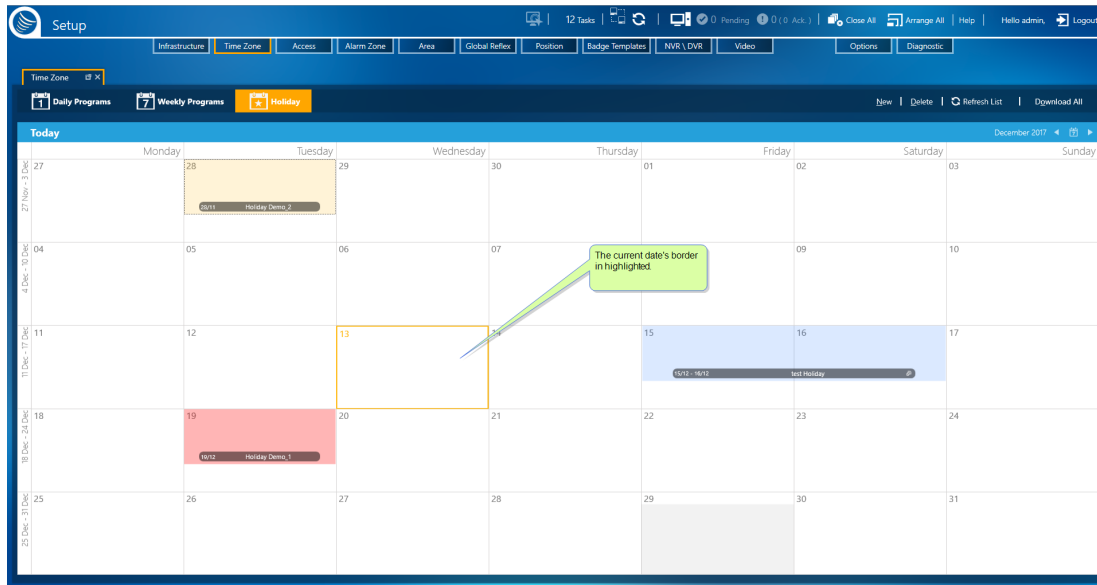 Setup
12 Tasks 0 Pending 0 ( 0 Ack. ) Close All Arrange All Help Hello admin, Logout
Infrastructure Time Zone Access Alarm Zone Area Global Reflex Position Badge Templates NVR \ DVR Video Options Diagnostic
Time Zone
1 Daily Programs 7 Weekly Programs Holiday New Delete Refresh List Download All
Today December 2017
Monday Tuesday Wednesday Thursday Friday Saturday Sunday
27 Nov - 3 Dec 27 28 29 30 01 02 03
28/11 Holiday Demo_2
4 Dec - 10 Dec 04 05 06 07 09 10
The current date's border
in highlighted.
11 Dec - 17 Dec 11 12 13 14 15 16 17
15/12 - 16/12 test Holiday
18 Dec - 24 Dec 18 19 20 21 22 23 24
19/12 Holiday Demo_1
25 Dec - 31 Dec 25 26 27 28 29 30 31